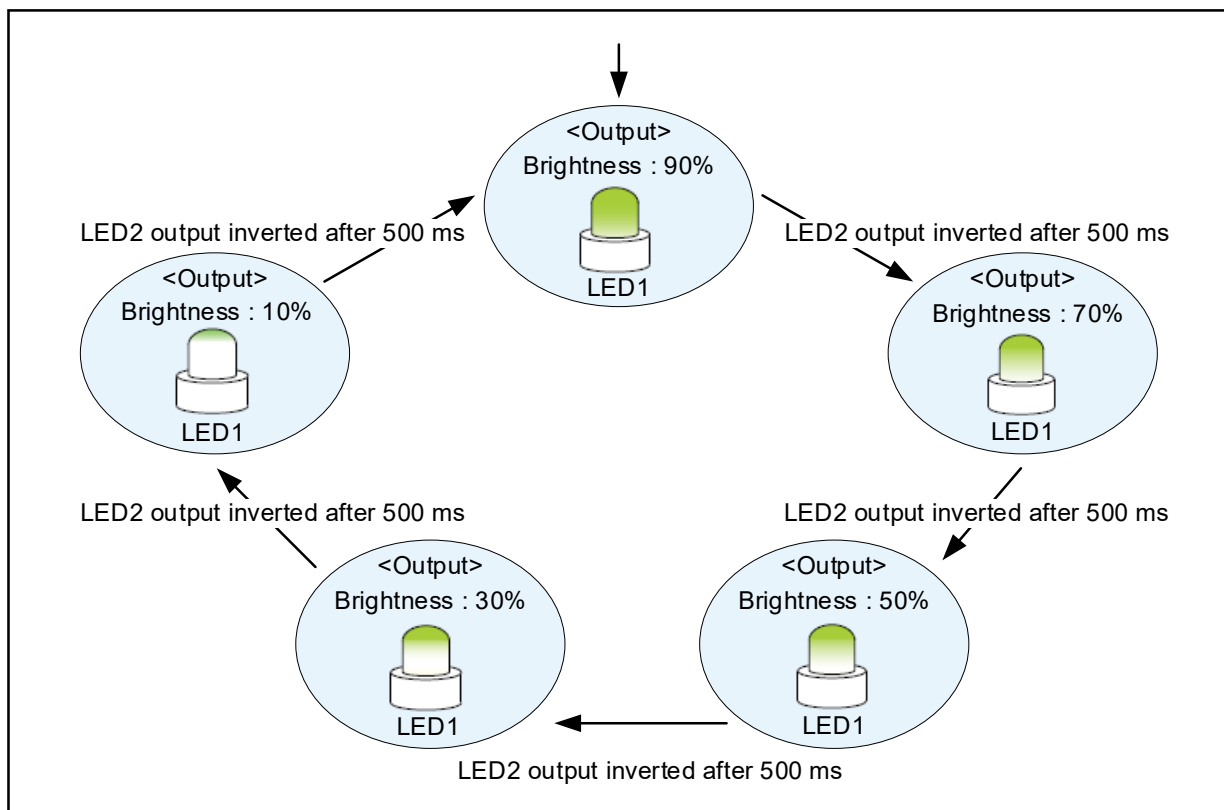 <Output>
Brightness : 90%
LED1
LED2 output inverted after 500 ms
LED2 output inverted after 500 ms
<Output>
Brightness : 10%
LED1
<Output>
Brightness : 70%
LED1
LED2 output inverted after 500 ms
LED2 output inverted after 500 ms
<Output>
Brightness : 30%
LED1
<Output>
Brightness : 50%
LED1
LED2 output inverted after 500 ms